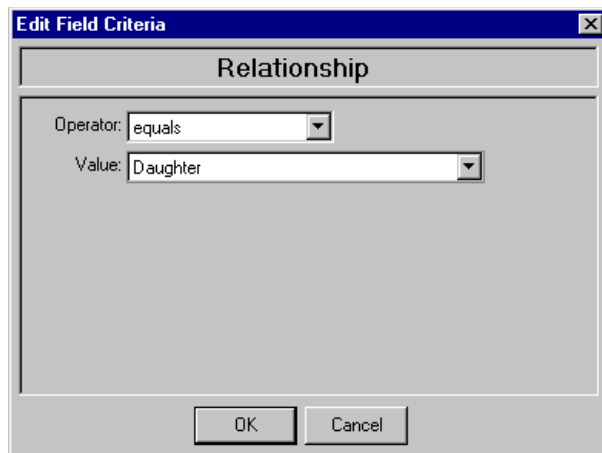 Edit Field Criteria
Relationship
Operator: equals
Value: Daughter
OK Cancel